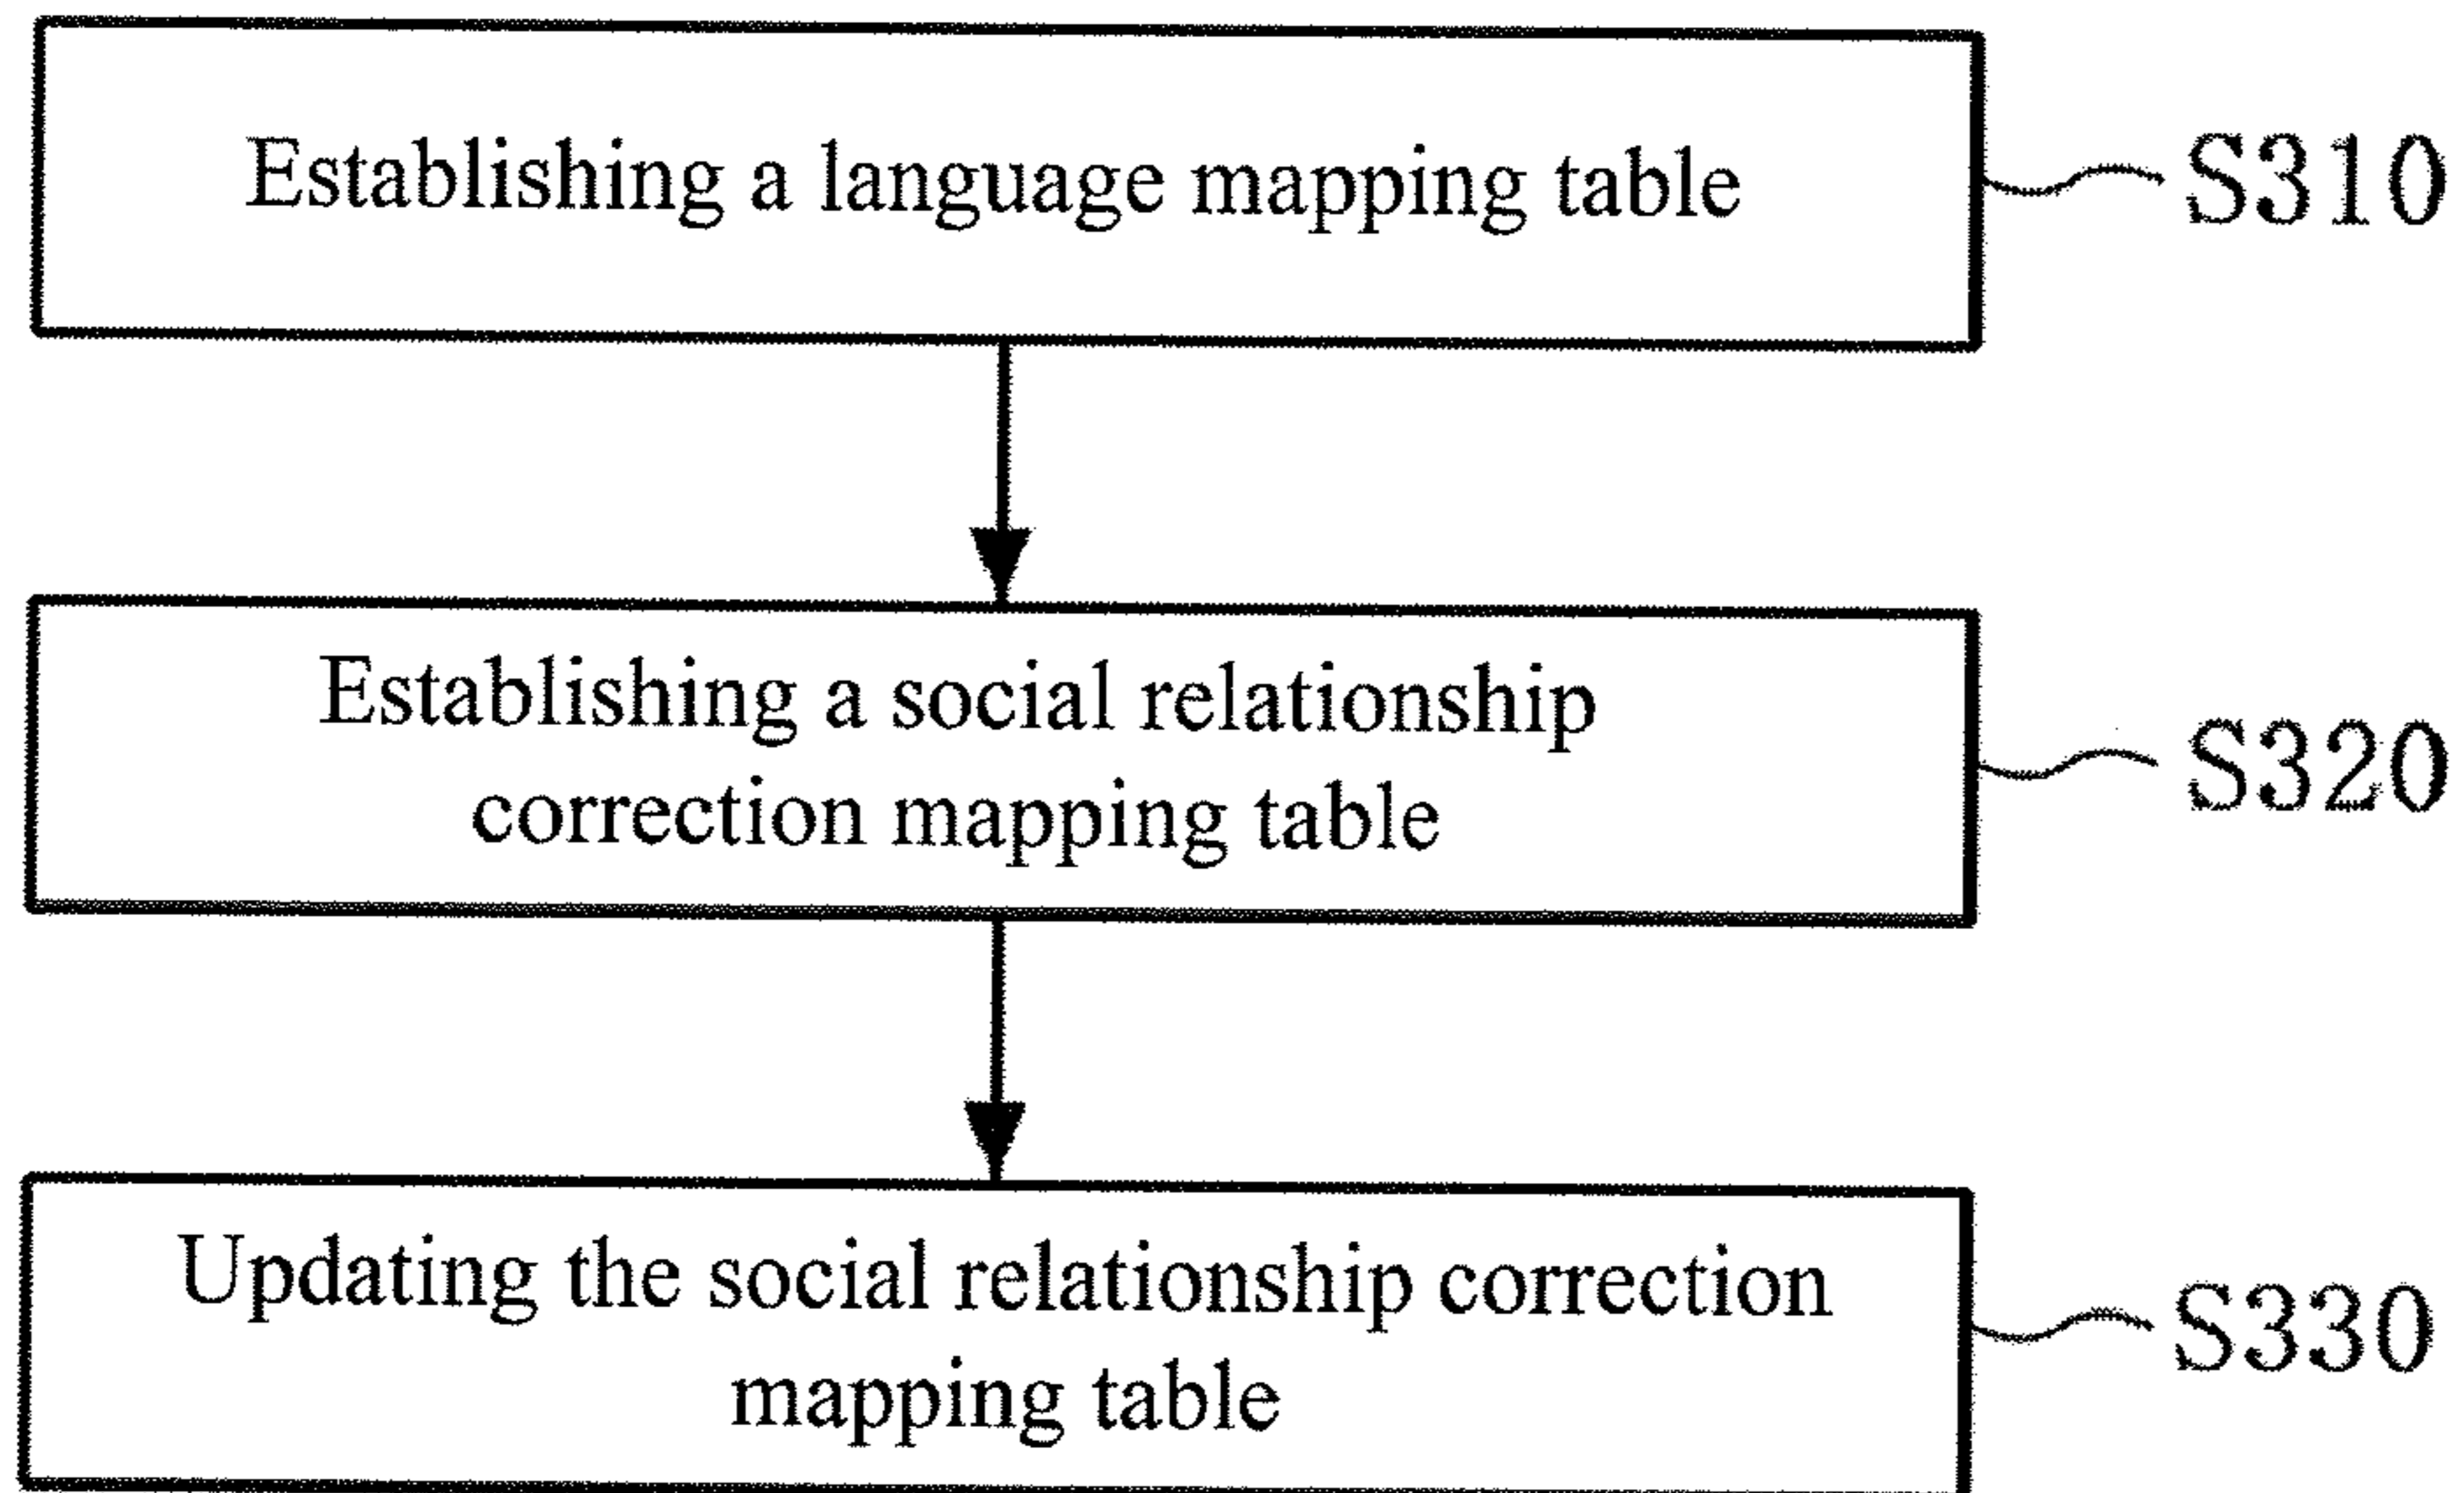 Establishing a language mapping table
S310
Establishing a social relationship
correction mapping table
S320
Updating the social relationship correction
mapping table
S330